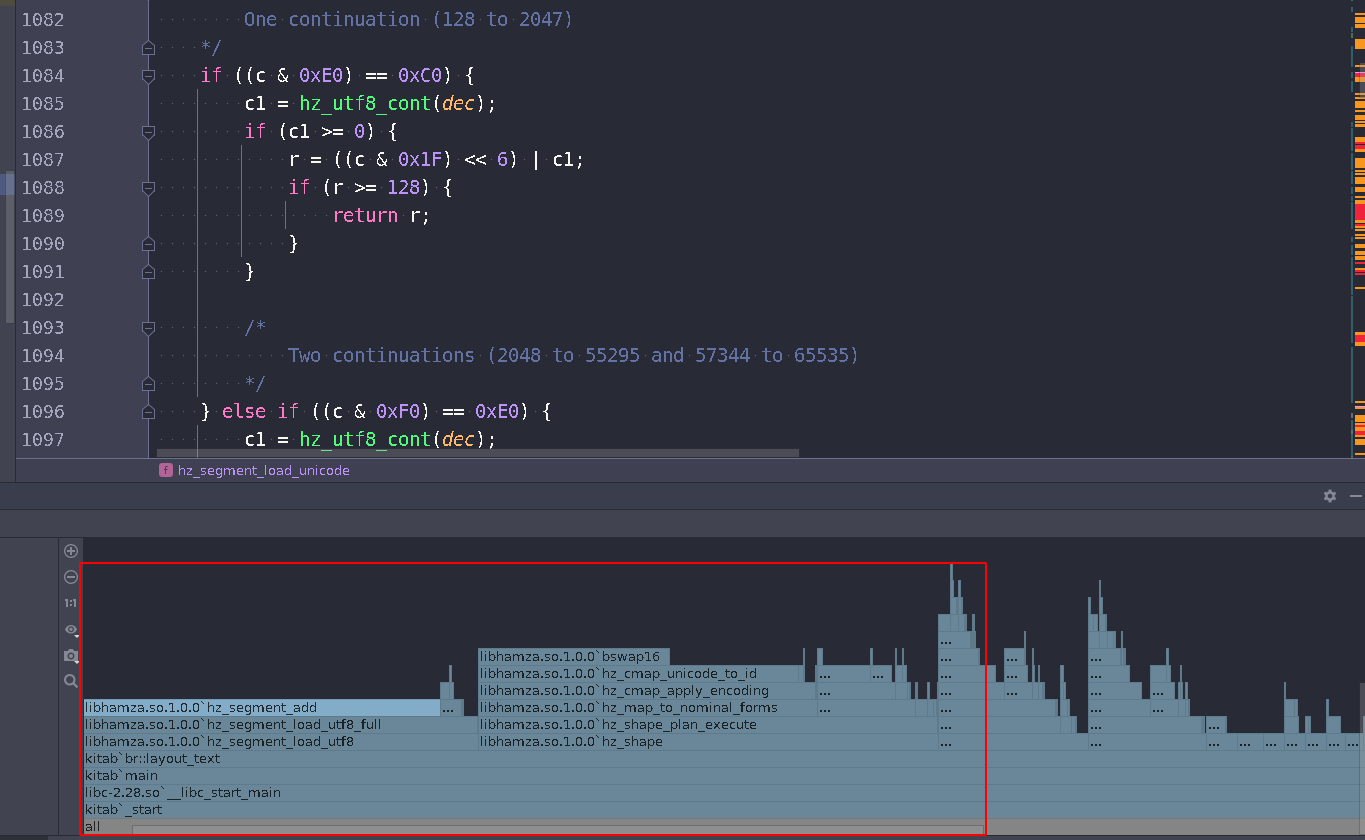 1082 One continuation (128 to 2047)
1083 */
1084 if ((c & 0xE0) == 0xC0) {
1085 c1 = hz_utf8_cont(dec);
1086 if (c1 >= 0) {
1087 r = ((c & 0x1F) << 6) | c1;
1088 if (r >= 128) {
1089 return r;
1090 }
1091 }
1092
1093 /*
1094 Two continuations (2048 to 55295 and 57344 to 65535)
1095 */
1096 } else if ((c & 0xF0) == 0xE0) {
1097 c1 = hz_utf8_cont(dec);
f hz_segment_load_unicode
1:1
...
libhamza.so.1.0.0`bswap16 ... ... ...
libhamza.so.1.0.0`hz_cmap_unicode_to_id ... ... ... ... ... ...
libhamza.so.1.0.0`hz_cmap_apply_encoding ... ... ... ... ...
libhamza.so.1.0.0`hz_segment_add ... libhamza.so.1.0.0`hz_map_to_nominal_forms ... ... ... ... ...
libhamza.so.1.0.0`hz_segment_load_utf8_full libhamza.so.1.0.0`hz_shape_plan_execute ... ... ...
libhamza.so.1.0.0`hz_segment_load_utf8 libhamza.so.1.0.0`hz_shape ... ... ... ... ... ... ... ... ...
kitab`br::layout_text
kitab`main
libc-2.28.so`__libc_start_main
kitab`_start
all